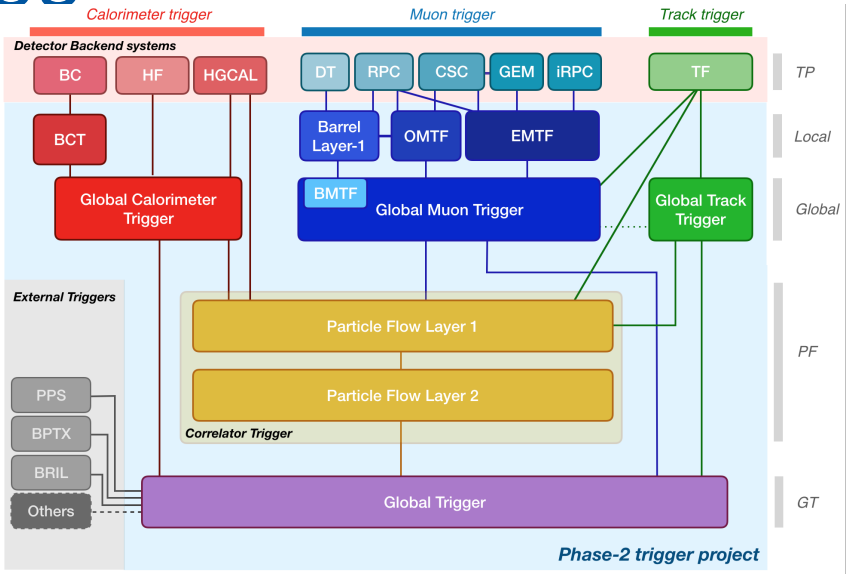 Calorimeter trigger Muon trigger Track trigger
Detector Backend systems
BC HF HGCAL DT RPC CSC GEM iRPC TF TP
BCT Barrel Layer-1 OMTF EMTF Local
Global Calorimeter
Trigger
BMTF
Global Muon Trigger
Global Track
Trigger
Global
External Triggers
Particle Flow Layer 1
PF
Particle Flow Layer 2
Correlator Trigger
PPS
BPTX
BRIL
Others
Global Trigger
GT
Phase-2 trigger project